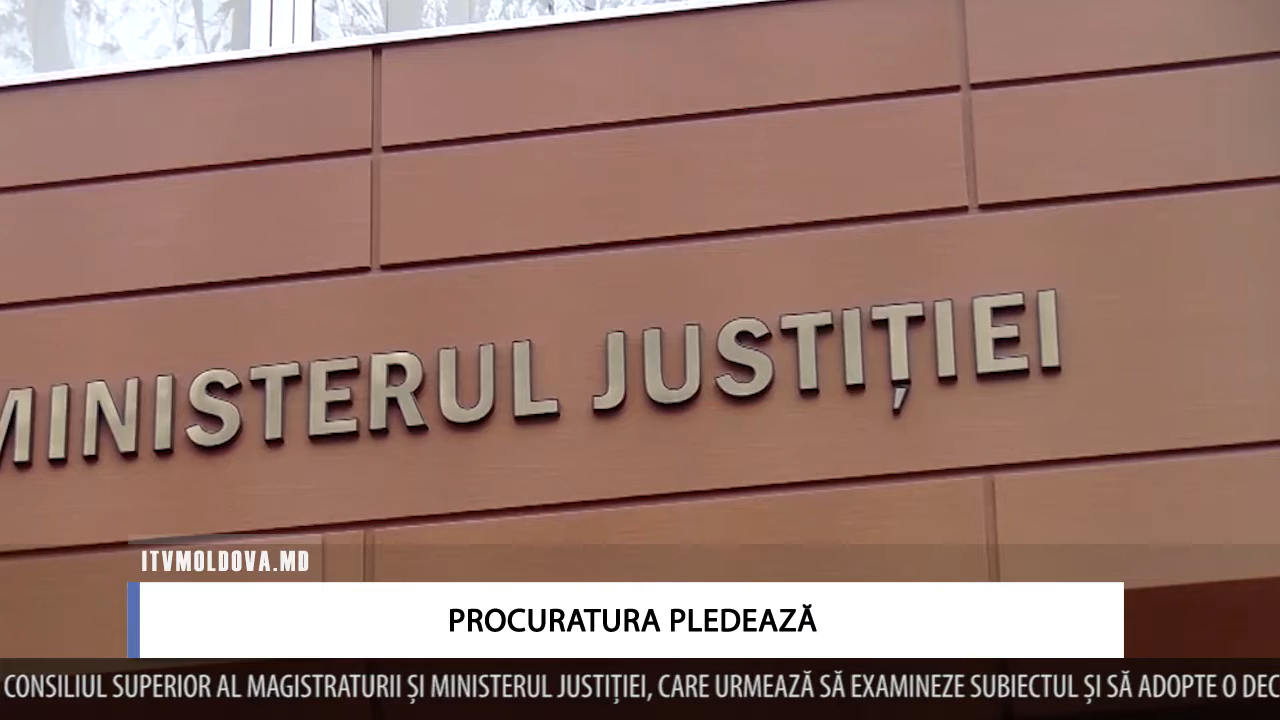 MINISTERUL JUSTIȚIEI
ITVMOLDOVA.MD
PROCURATURA PLEDEAZĂ
CONSILIUL SUPERIOR AL MAGISTRATURII ȘI MINISTERUL JUSTIȚIEI, CARE URMEAZĂ SĂ EXAMINEZE SUBIECTUL ȘI SĂ ADOPTE O DEC